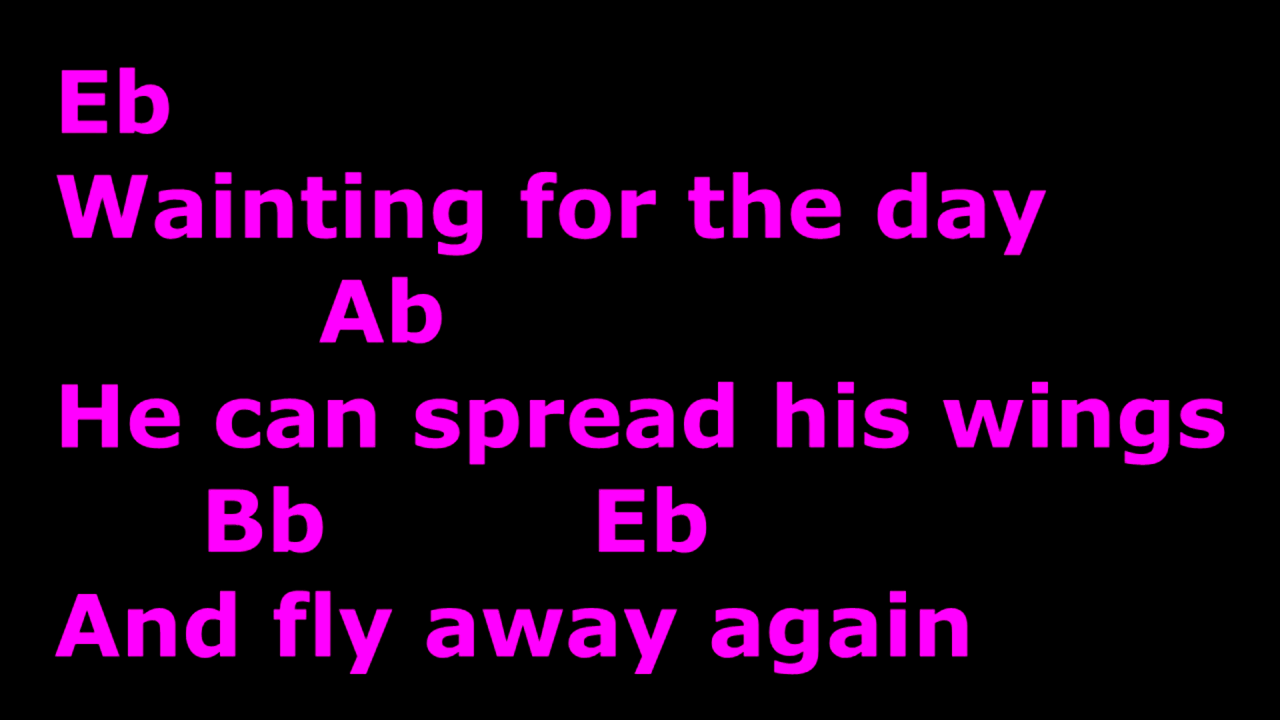 Eb
Wainting for the day
Ab
He can spread his wings
Bb Eb
And fly away again